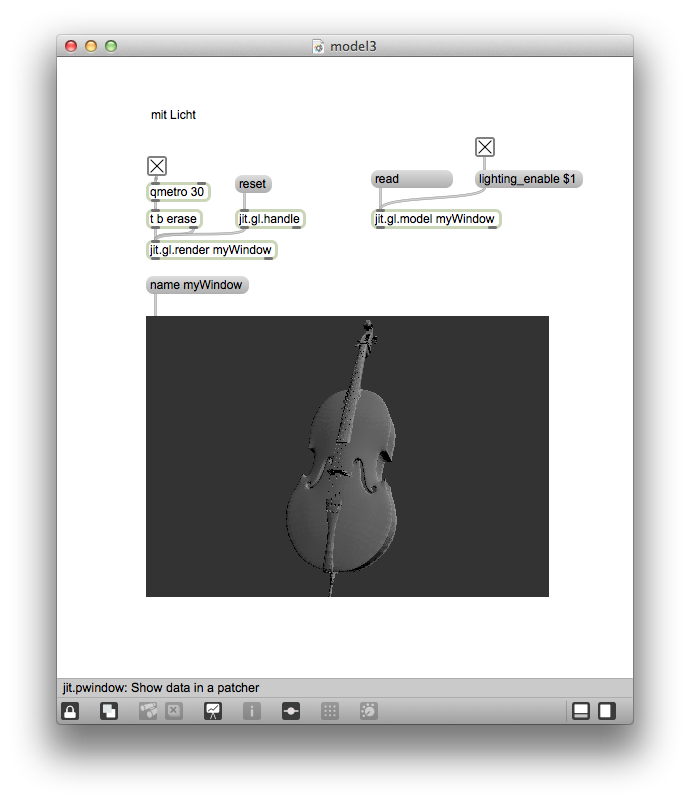 model3
mit Licht
qmetro 30
reset
read
lighting_enable $1
t b erase
jit.gl.handle
jit.gl.model myWindow
jit.gl.render myWindow
name myWindow
jit.pwindow: Show data in a patcher